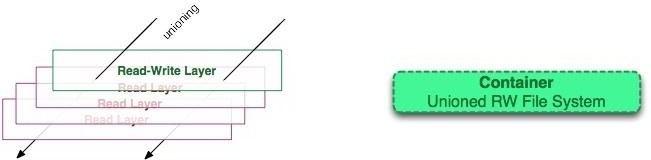 unioning
Read-Write Layer
Read Layer
Read Layer
Read Layer
Container
Unioned RW File System